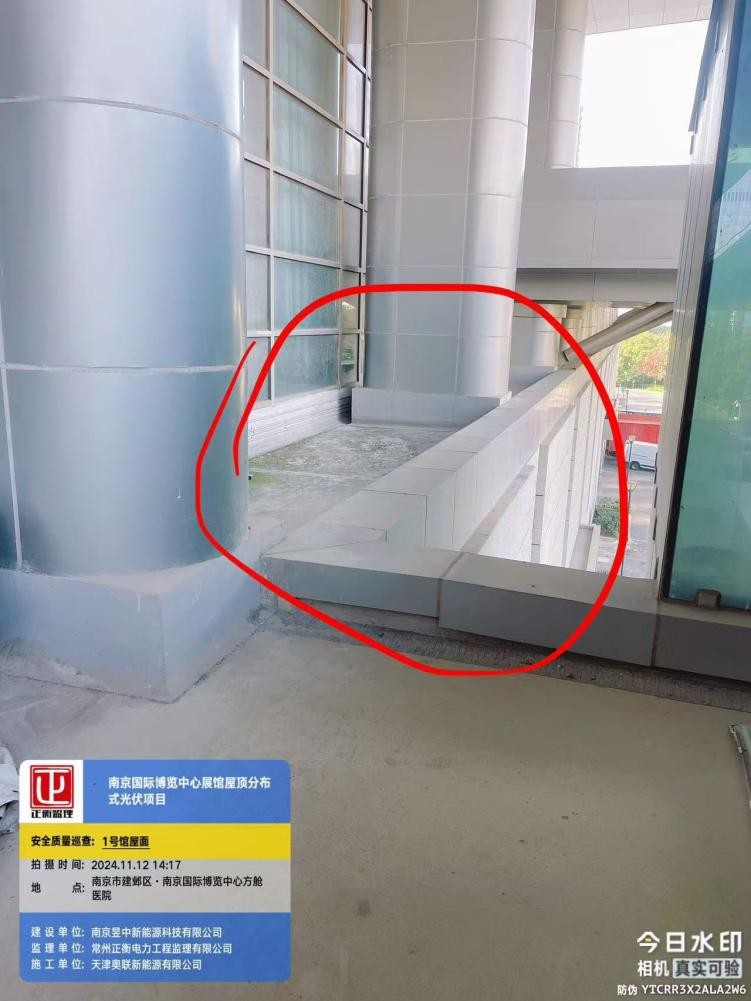 正衡监理
南京国际博览中心展馆屋顶分布
式光伏项目
安全质量巡查: 1号馆屋面
拍摄时间: 2024.11.12 14:17
地 点: 南京市建邺区·南京国际博览中心方舱
医院
建设单位: 南京昱中新能源科技有限公司
监理单位: 常州正衡电力工程监理有限公司
施工单位: 天津奥联新能源有限公司
今日水印
相机 真实可验
防伪 YTCRR3X2ALA2W6